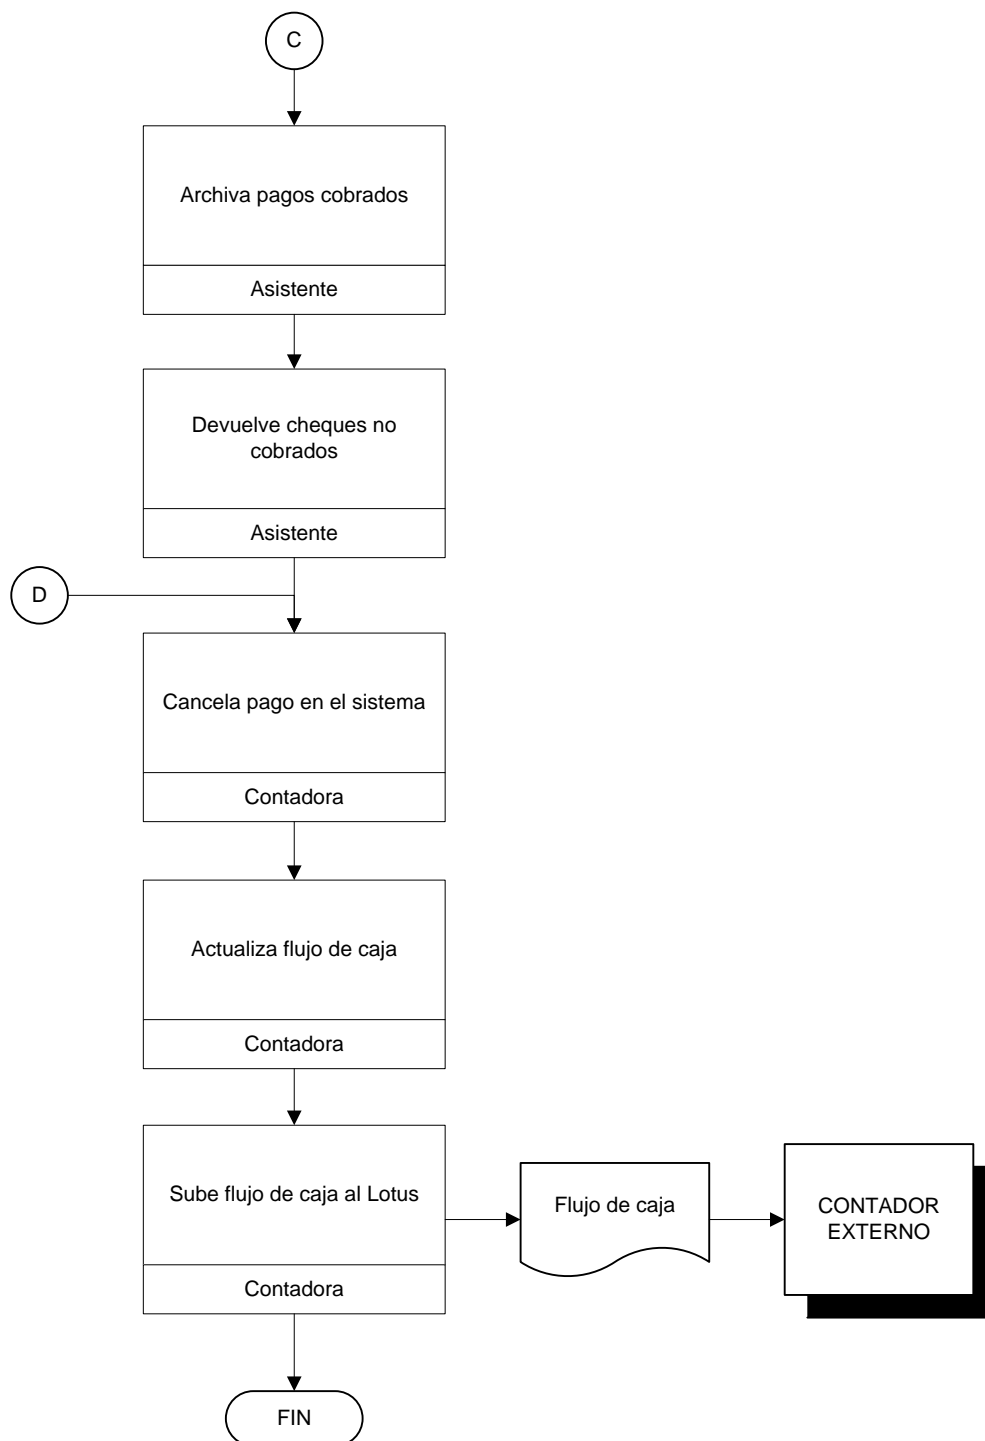 C
Archiva pagos cobrados
Asistente
Devuelve cheques no
cobrados
Asistente
D
Cancela pago en el sistema
Contadora
Actualiza flujo de caja
Contadora
Sube flujo de caja al Lotus
Contadora
Flujo de caja
CONTADOR
EXTERNO
FIN